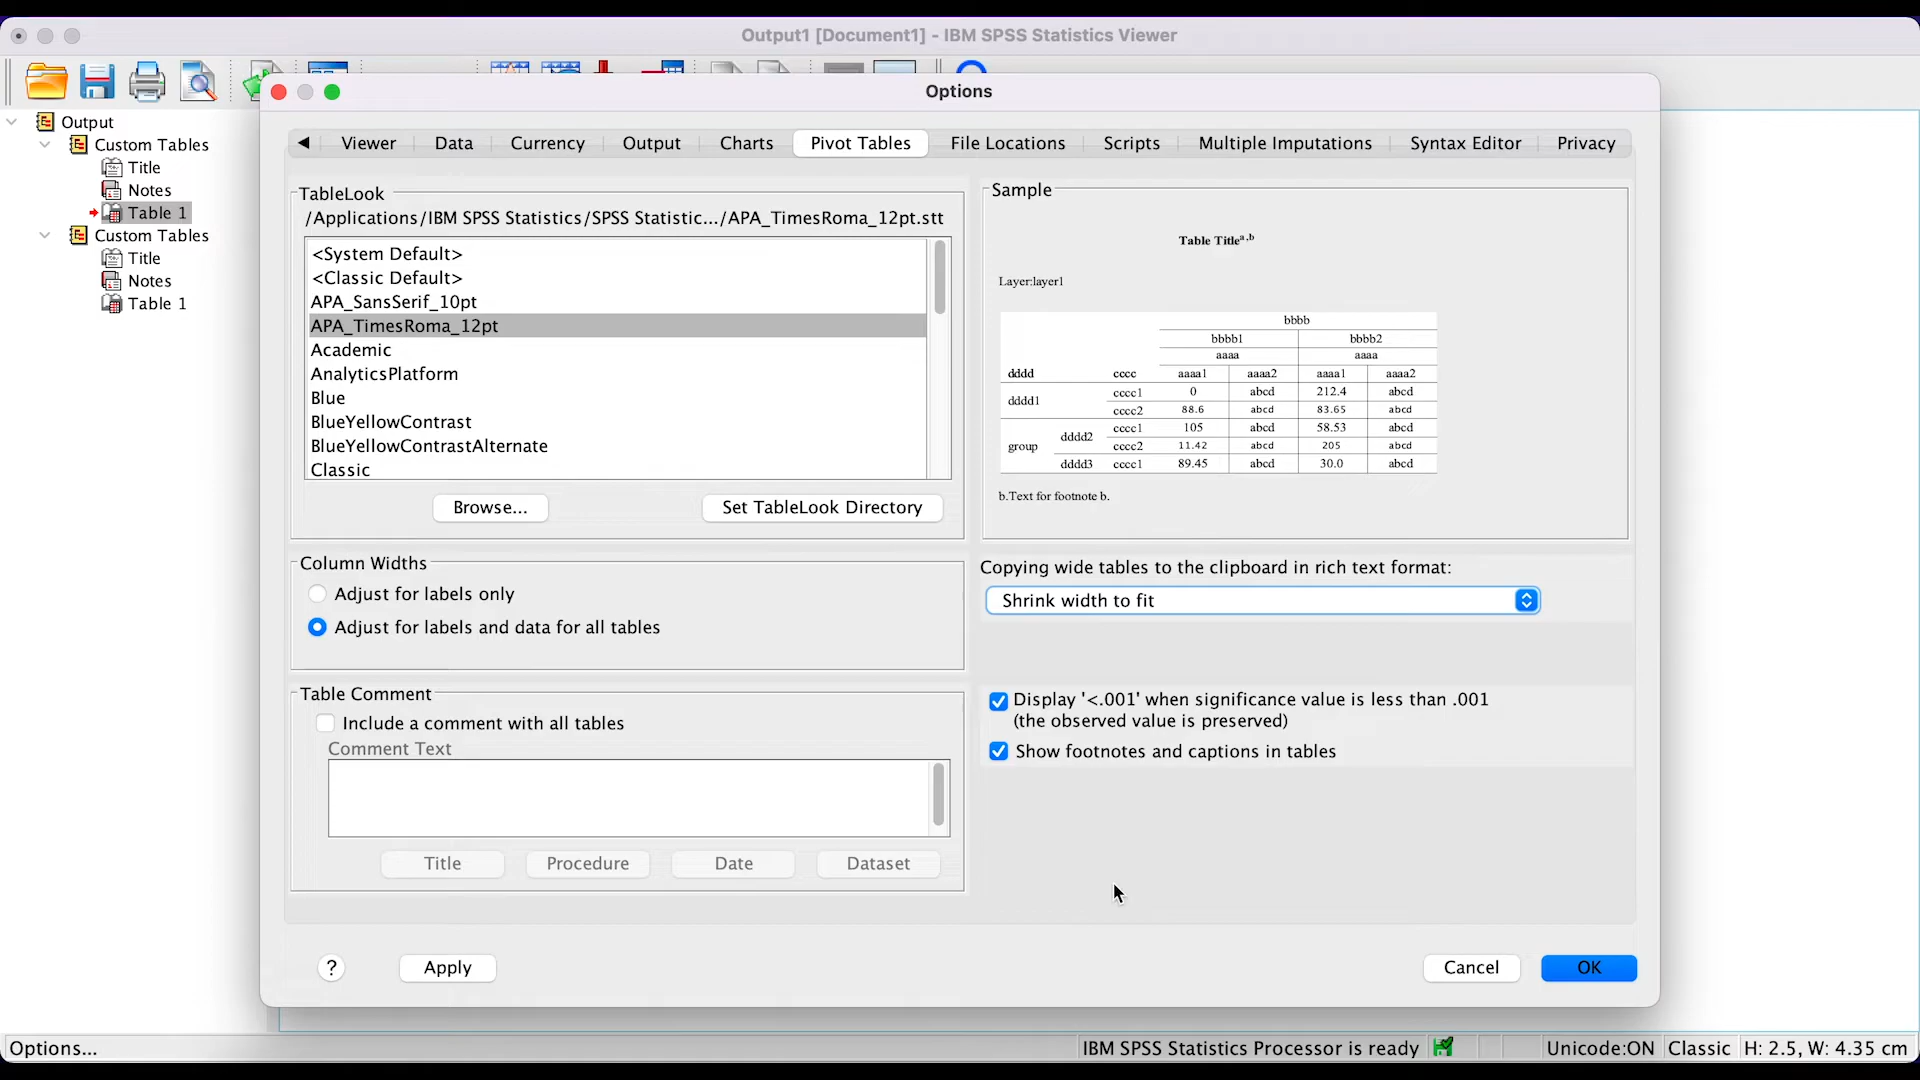 Output1 [Document1] - IBM SPSS Statistics Viewer
Output
Custom Tables
Title
Notes
Table 1
Custom Tables
Title
Notes
Table 1
Options
Viewer Data Currency Output Charts Pivot Tables File Locations Scripts Multiple Imputations Syntax Editor Privacy
TableLook
/Applications/IBM SPSS Statistics/SPSS Statistic.../APA_TimesRoma_12pt.stt
<System Default>
<Classic Default>
APA_SansSerif_10pt
APA_TimesRoma_12pt
Academic
AnalyticsPlatform
Blue
BlueYellowContrast
BlueYellowContrastAlternate
Classic
Browse... Set TableLook Directory
Sample
Table Titlea,b
Layer:layer1
bbbb
bbbb1 bbbb2
aaaa aaaa
dddd cccc aaaa1 aaaa2 aaaa1 aaaa2
dddd1 cccc1 0 abcd 212.4 abcd
cccc2 88.6 abcd 83.65 abcd
group dddd2 cccc1 105 abcd 58.53 abcd
cccc2 11.42 abcd 205 abcd
dddd3 cccc1 89.45 abcd 30.0 abcd
b.Text for footnote b.
Column Widths
Adjust for labels only
Adjust for labels and data for all tables
Copying wide tables to the clipboard in rich text format:
Shrink width to fit
Table Comment
Include a comment with all tables
Comment Text
Title Procedure Date Dataset
Display '<.001' when significance value is less than .001
(the observed value is preserved)
Show footnotes and captions in tables
? Apply Cancel OK
Options... IBM SPSS Statistics Processor is ready Unicode:ON Classic H: 2.5, W: 4.35 cm